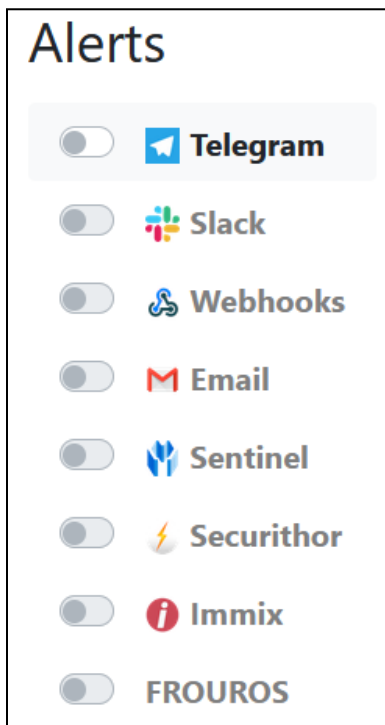 Alerts
Telegram
Slack
Webhooks
Email
Sentinel
Securithor
Immix
FROUROS